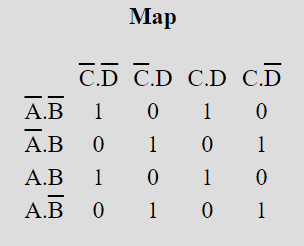 Map
C̅.D̅ C̅.D C.D C.D̅
A̅.B̅ 1 0 1 0
A̅.B 0 1 0 1
A.B 1 0 1 0
A.B̅ 0 1 0 1